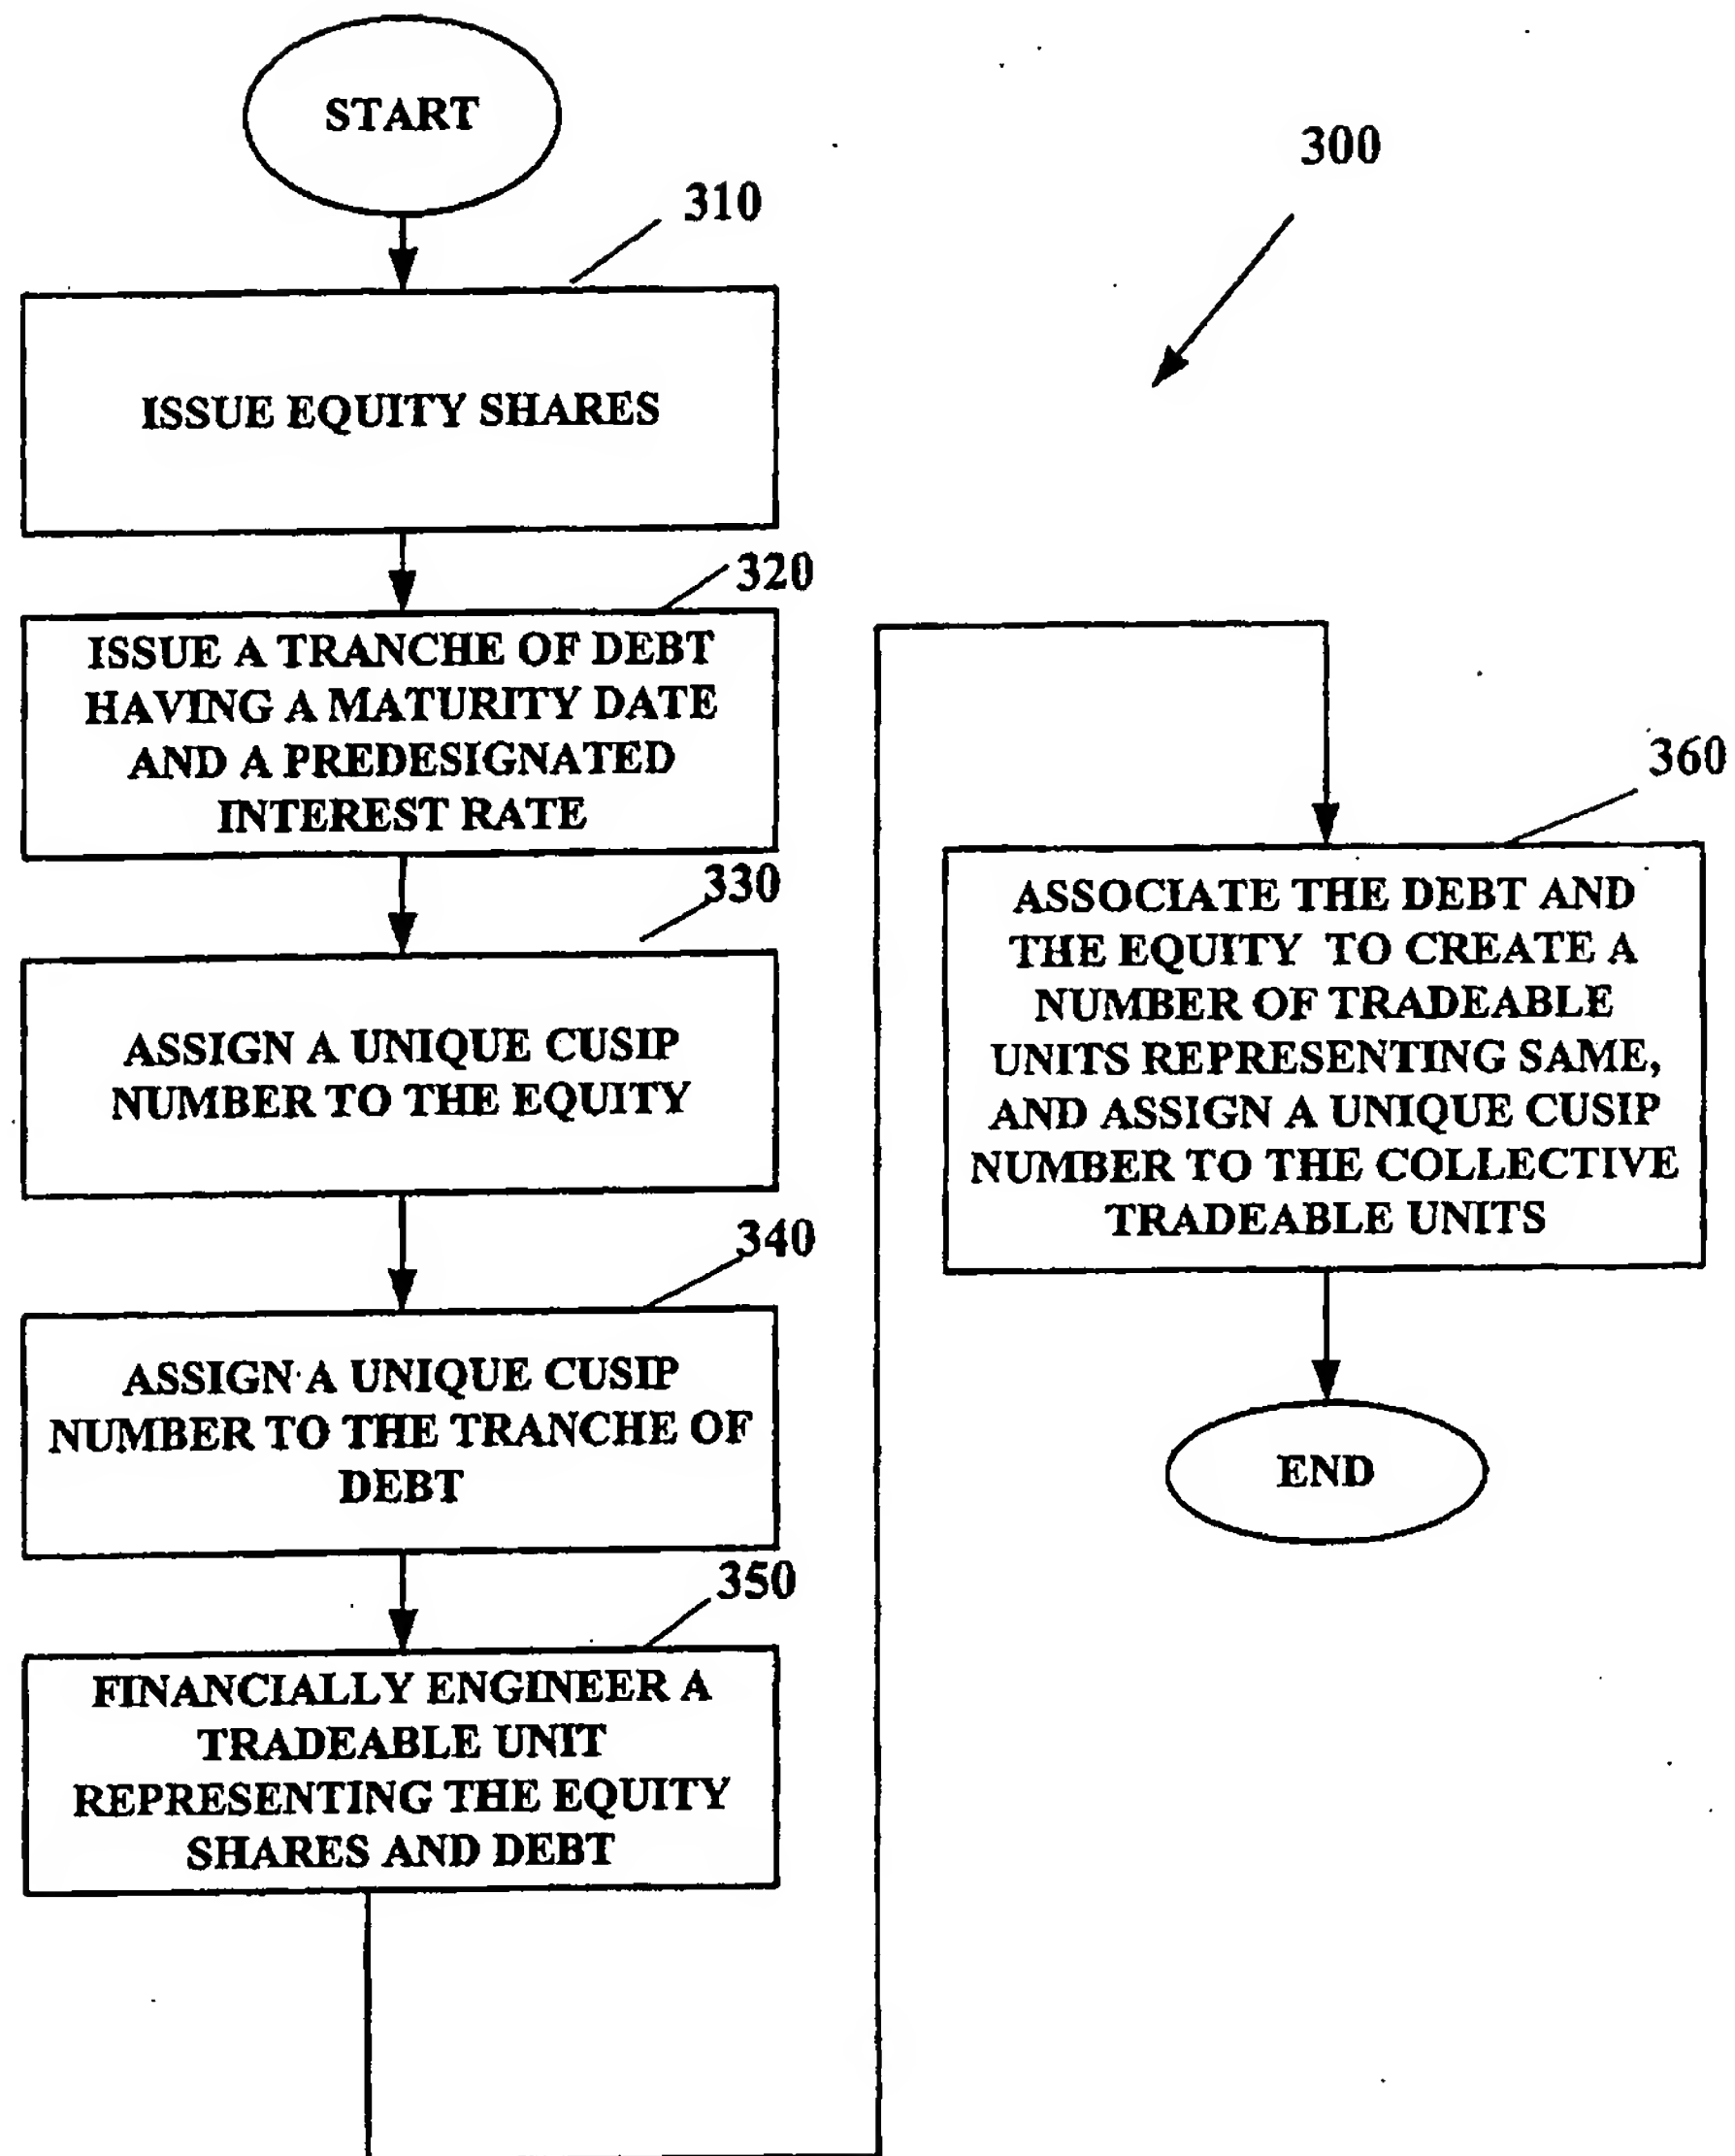 START
300
310
ISSUE EQUITY SHARES
320
ISSUE A TRANCHE OF DEBT
HAVING A MATURITY DATE
AND A PREDESIGNATED
INTEREST RATE
330
ASSIGN A UNIQUE CUSIP
NUMBER TO THE EQUITY
340
ASSIGN A UNIQUE CUSIP
NUMBER TO THE TRANCHE OF
DEBT
350
FINANCIALLY ENGINEER A
TRADEABLE UNIT
REPRESENTING THE EQUITY
SHARES AND DEBT
360
ASSOCIATE THE DEBT AND
THE EQUITY TO CREATE A
NUMBER OF TRADEABLE
UNITS REPRESENTING SAME,
AND ASSIGN A UNIQUE CUSIP
NUMBER TO THE COLLECTIVE
TRADEABLE UNITS
END